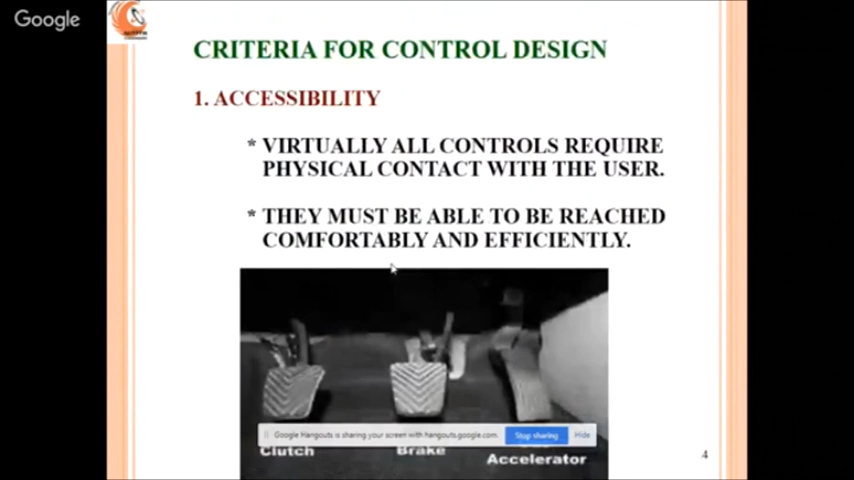 Google
CRITERIA FOR CONTROL DESIGN
1. ACCESSIBILITY
* VIRTUALLY ALL CONTROLS REQUIRE
PHYSICAL CONTACT WITH THE USER.
* THEY MUST BE ABLE TO BE REACHED
COMFORTABLY AND EFFICIENTLY.
Google Hangouts is sharing your screen with hangouts.google.com.
Stop sharing
Hide
Clutch
Brake
Accelerator
4